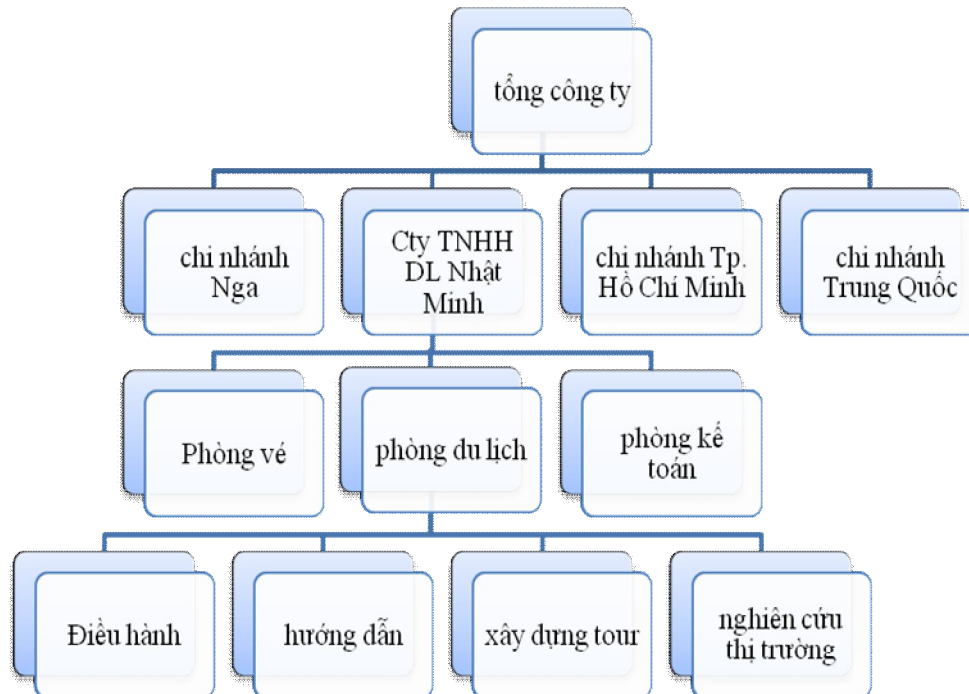 tổng công ty
chi nhánh
Nga
Cty TNHH
DL Nhật
Minh
chi nhánh Tp.
Hồ Chí Minh
chi nhánh
Trung Quốc
Phòng vé
phòng du lịch
phòng kế
toán
Điều hành
hướng dẫn
xây dựng tour
nghiên cứu
thị trường